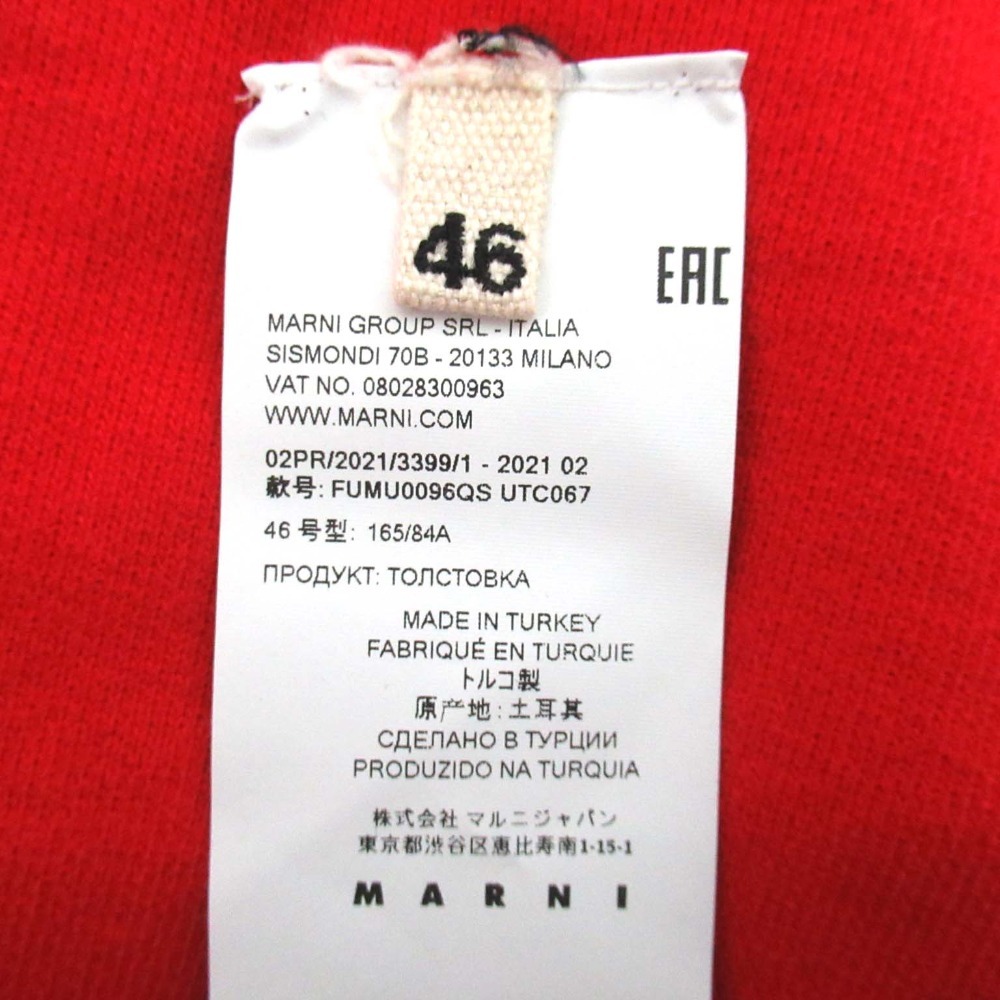 46
EAC
MARNI GROUP SRL - ITALIA
SISMONDI 70B - 20133 MILANO
VAT NO. 08028300963
WWW.MARNI.COM
02PR/2021/3399/1 - 2021 02
款号: FUMU0096QS UTC067
46 号型: 165/84A
ПРОДУКТ: ТОЛСТОВКА
MADE IN TURKEY
FABRIQUÉ EN TURQUIE
トルコ製
原产地: 土耳其
СДЕЛАНО В ТУРЦИИ
PRODUZIDO NA TURQUIA
株式会社 マルニジャパン
東京都渋谷区恵比寿南1-15-1
MARNI